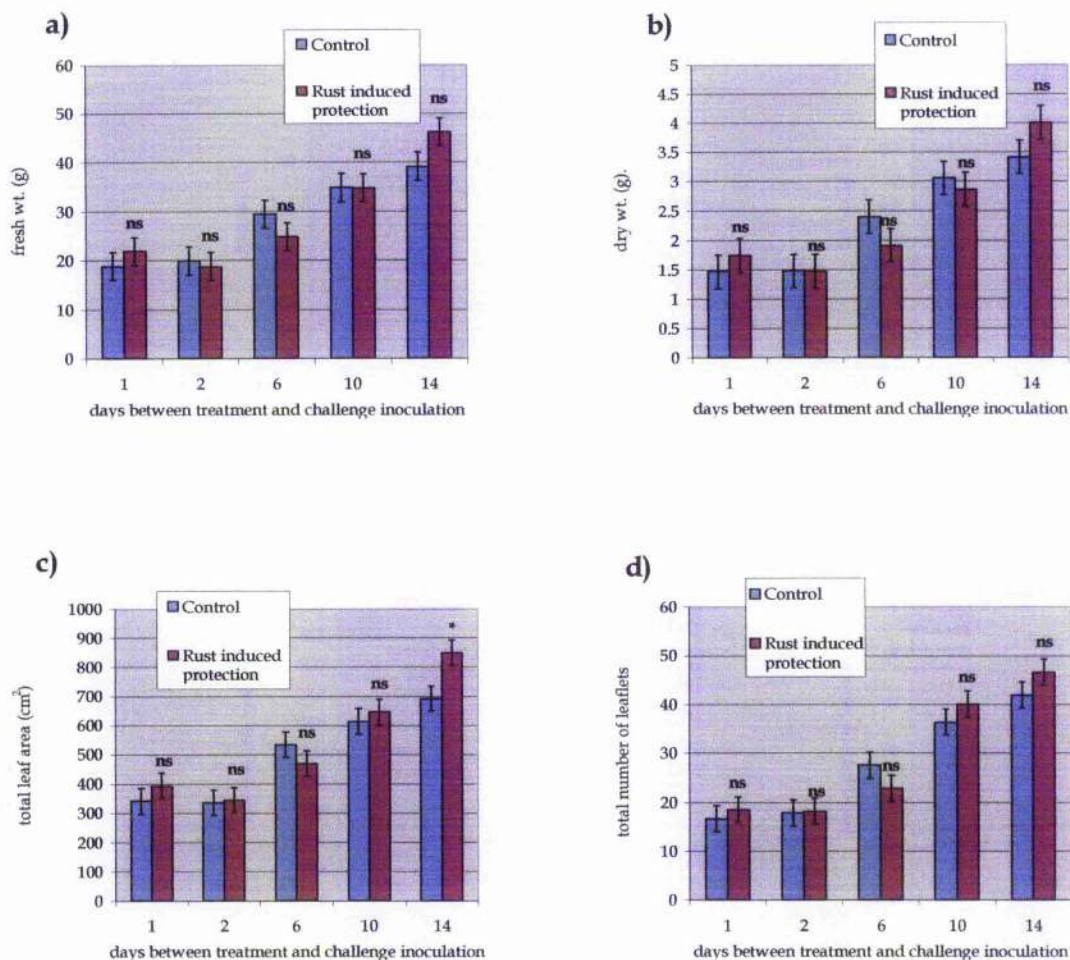 a)
Control
Rust induced
protection
fresh wt. (g)
60
50
40
30
20
10
0
ns
ns
ns
ns
ns
1 2 6 10 14
days between treatment and challenge inoculation
b)
Control
Rust induced
protection
dry wt. (g).
5
4.5
4
3.5
3
2.5
2
1.5
1
0.5
0
ns
ns
ns
ns
ns
1 2 6 10 14
days between treatment and challenge inoculation
c)
Control
Rust induced
protection
total leaf area (cm²)
1000
900
800
700
600
500
400
300
200
100
0
ns
ns
ns
ns
*
1 2 6 10 14
days between treatment and challenge inoculation
d)
Control
Rust induced
protection
total number of leaflets
60
50
40
30
20
10
0
ns
ns
ns
ns
ns
1 2 6 10 14
days between treatment and challenge inoculation